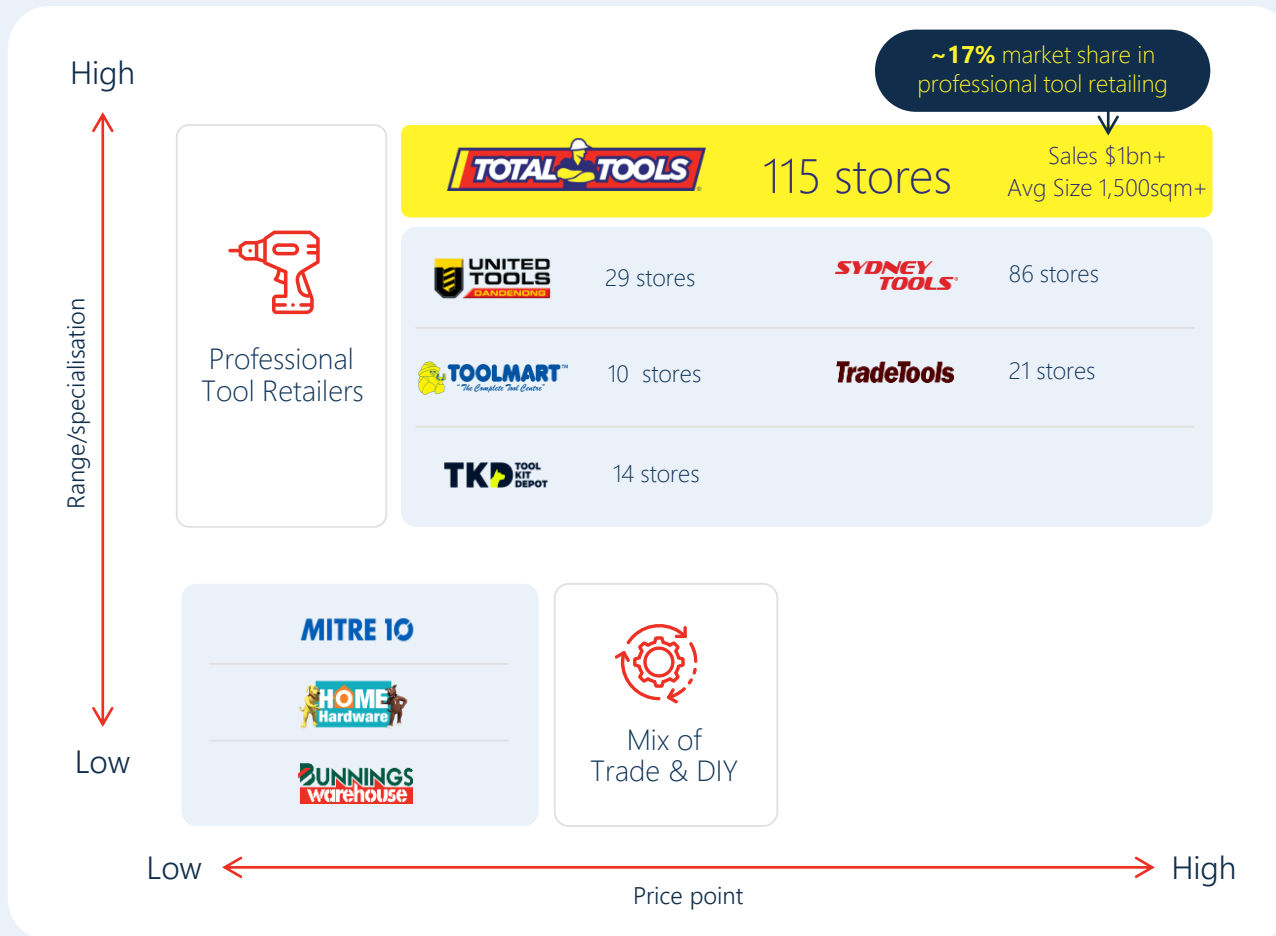 ~17% market share in
professional tool retailing
High
TOTAL TOOLS
115 stores
Sales $1bn+
Avg Size 1,500sqm+
Professional
Tool Retailers
UNITED
TOOLS
DANDENONG
29 stores
SYDNEY
TOOLS
86 stores
TOOLMART™
"The Complete Tool Centre"
10 stores
TradeTools
21 stores
TKD TOOL
KIT
DEPOT
14 stores
Range/specialisation
MITRE 10
HOME
Hardware
BUNNINGS
warehouse
Mix of
Trade & DIY
Low
Low
High
Price point